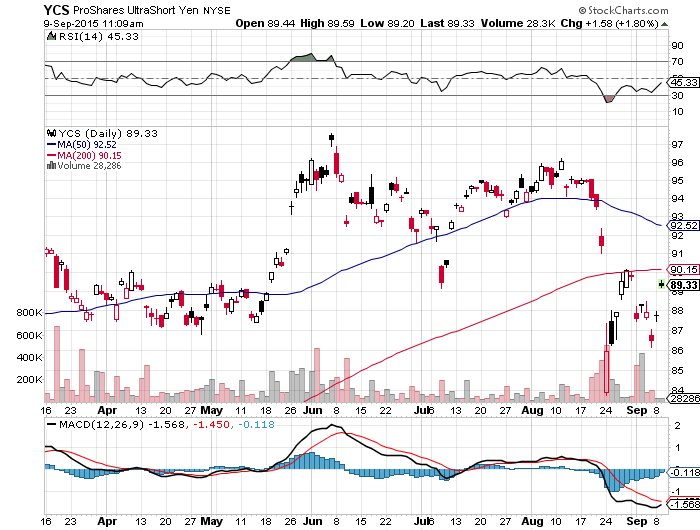 YCS ProShares UltraShort Yen NYSE © StockCharts.com
9-Sep-2015 11:09am Open 89.44 High 89.59 Low 89.20 Last 89.33 Volume 28.3K Chg +1.58 (+1.80%)
RSI(14) 45.33
90
70
50
45.33
30
10
YCS (Daily) 89.33
MA(50) 92.52
MA(200) 90.15
Volume 28,286
97
96
95
94
93
92.52
92
91
90.15
89.33
88
87
86
85
84
28286
800K
600K
400K
200K
16 23 Apr 13 20 27 May 11 18 26 Jun 8 15 22 Jul 6 13 20 27 Aug 10 17 24 Sep 8
MACD(12,26,9) -1.568, -1.450, -0.118
2
1
-0.118
-1.568
16 23 Apr 13 20 27 May 11 18 26 Jun 8 15 22 Jul 6 13 20 27 Aug 10 17 24 Sep 8